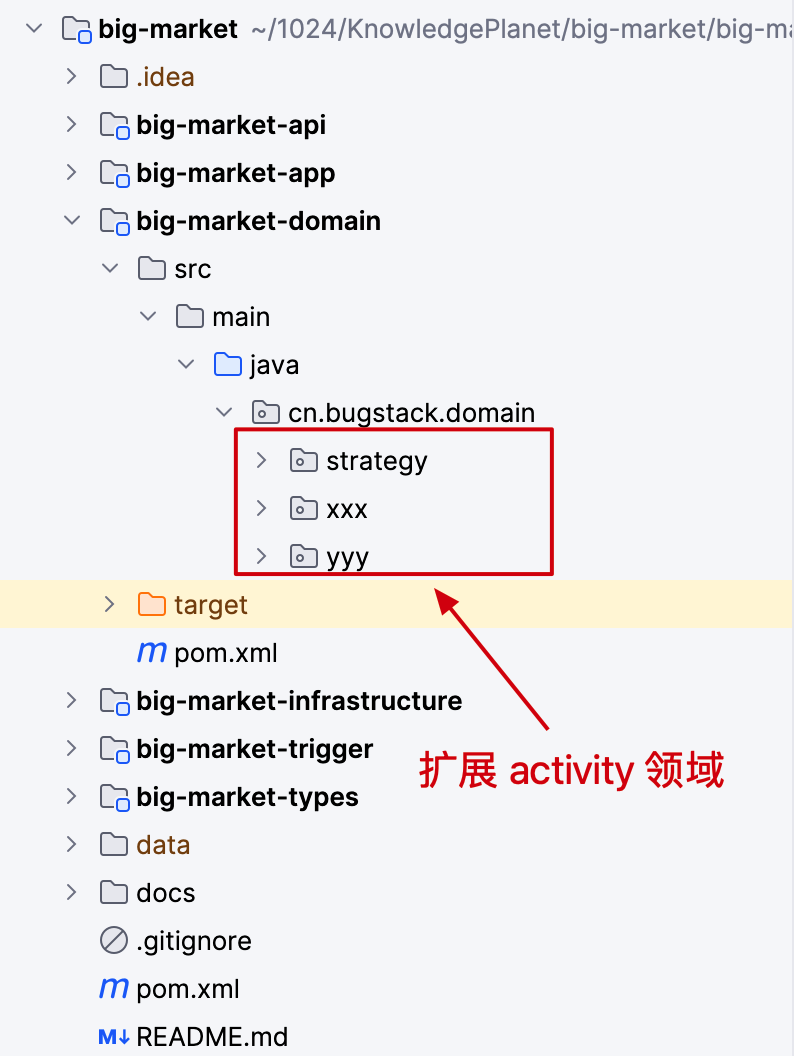 big-market ~/1024/KnowledgePlanet/big-market/big-ma
.idea
big-market-api
big-market-app
big-market-domain
src
main
java
cn.bugstack.domain
strategy
xxx
yyy
target
m pom.xml
big-market-infrastructure
big-market-trigger
扩展 activity 领域
big-market-types
data
docs
.gitignore
m pom.xml
M↓ README.md